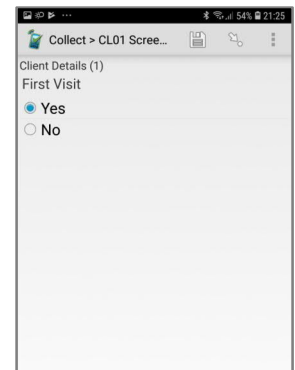 54% 21:25
Collect > CL01 Scree...
Client Details (1)
First Visit
Yes
No